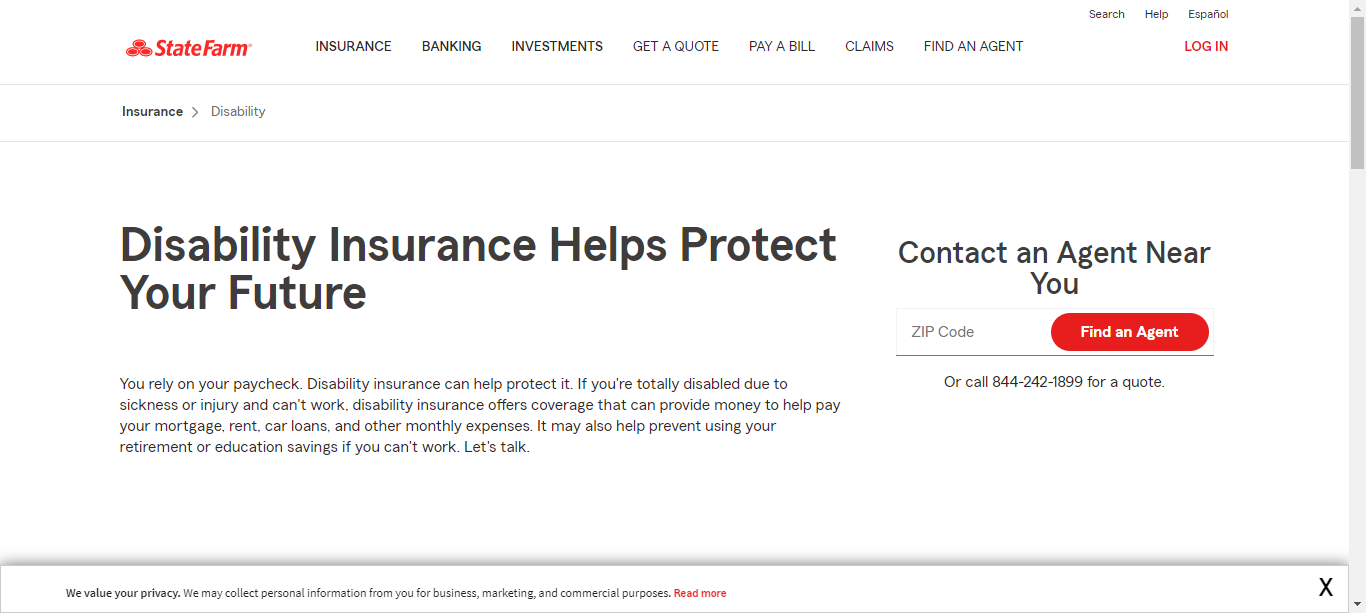 Search Help Español
State Farm® INSURANCE BANKING INVESTMENTS GET A QUOTE PAY A BILL CLAIMS FIND AN AGENT LOG IN
Insurance Disability
Disability Insurance Helps Protect
Your Future
You rely on your paycheck. Disability insurance can help protect it. If you're totally disabled due to
sickness or injury and can't work, disability insurance offers coverage that can provide money to help pay
your mortgage, rent, car loans, and other monthly expenses. It may also help prevent using your
retirement or education savings if you can't work. Let's talk.
Contact an Agent Near
You
ZIP Code Find an Agent
Or call 844-242-1899 for a quote.
We value your privacy. We may collect personal information from you for business, marketing, and commercial purposes. Read more X